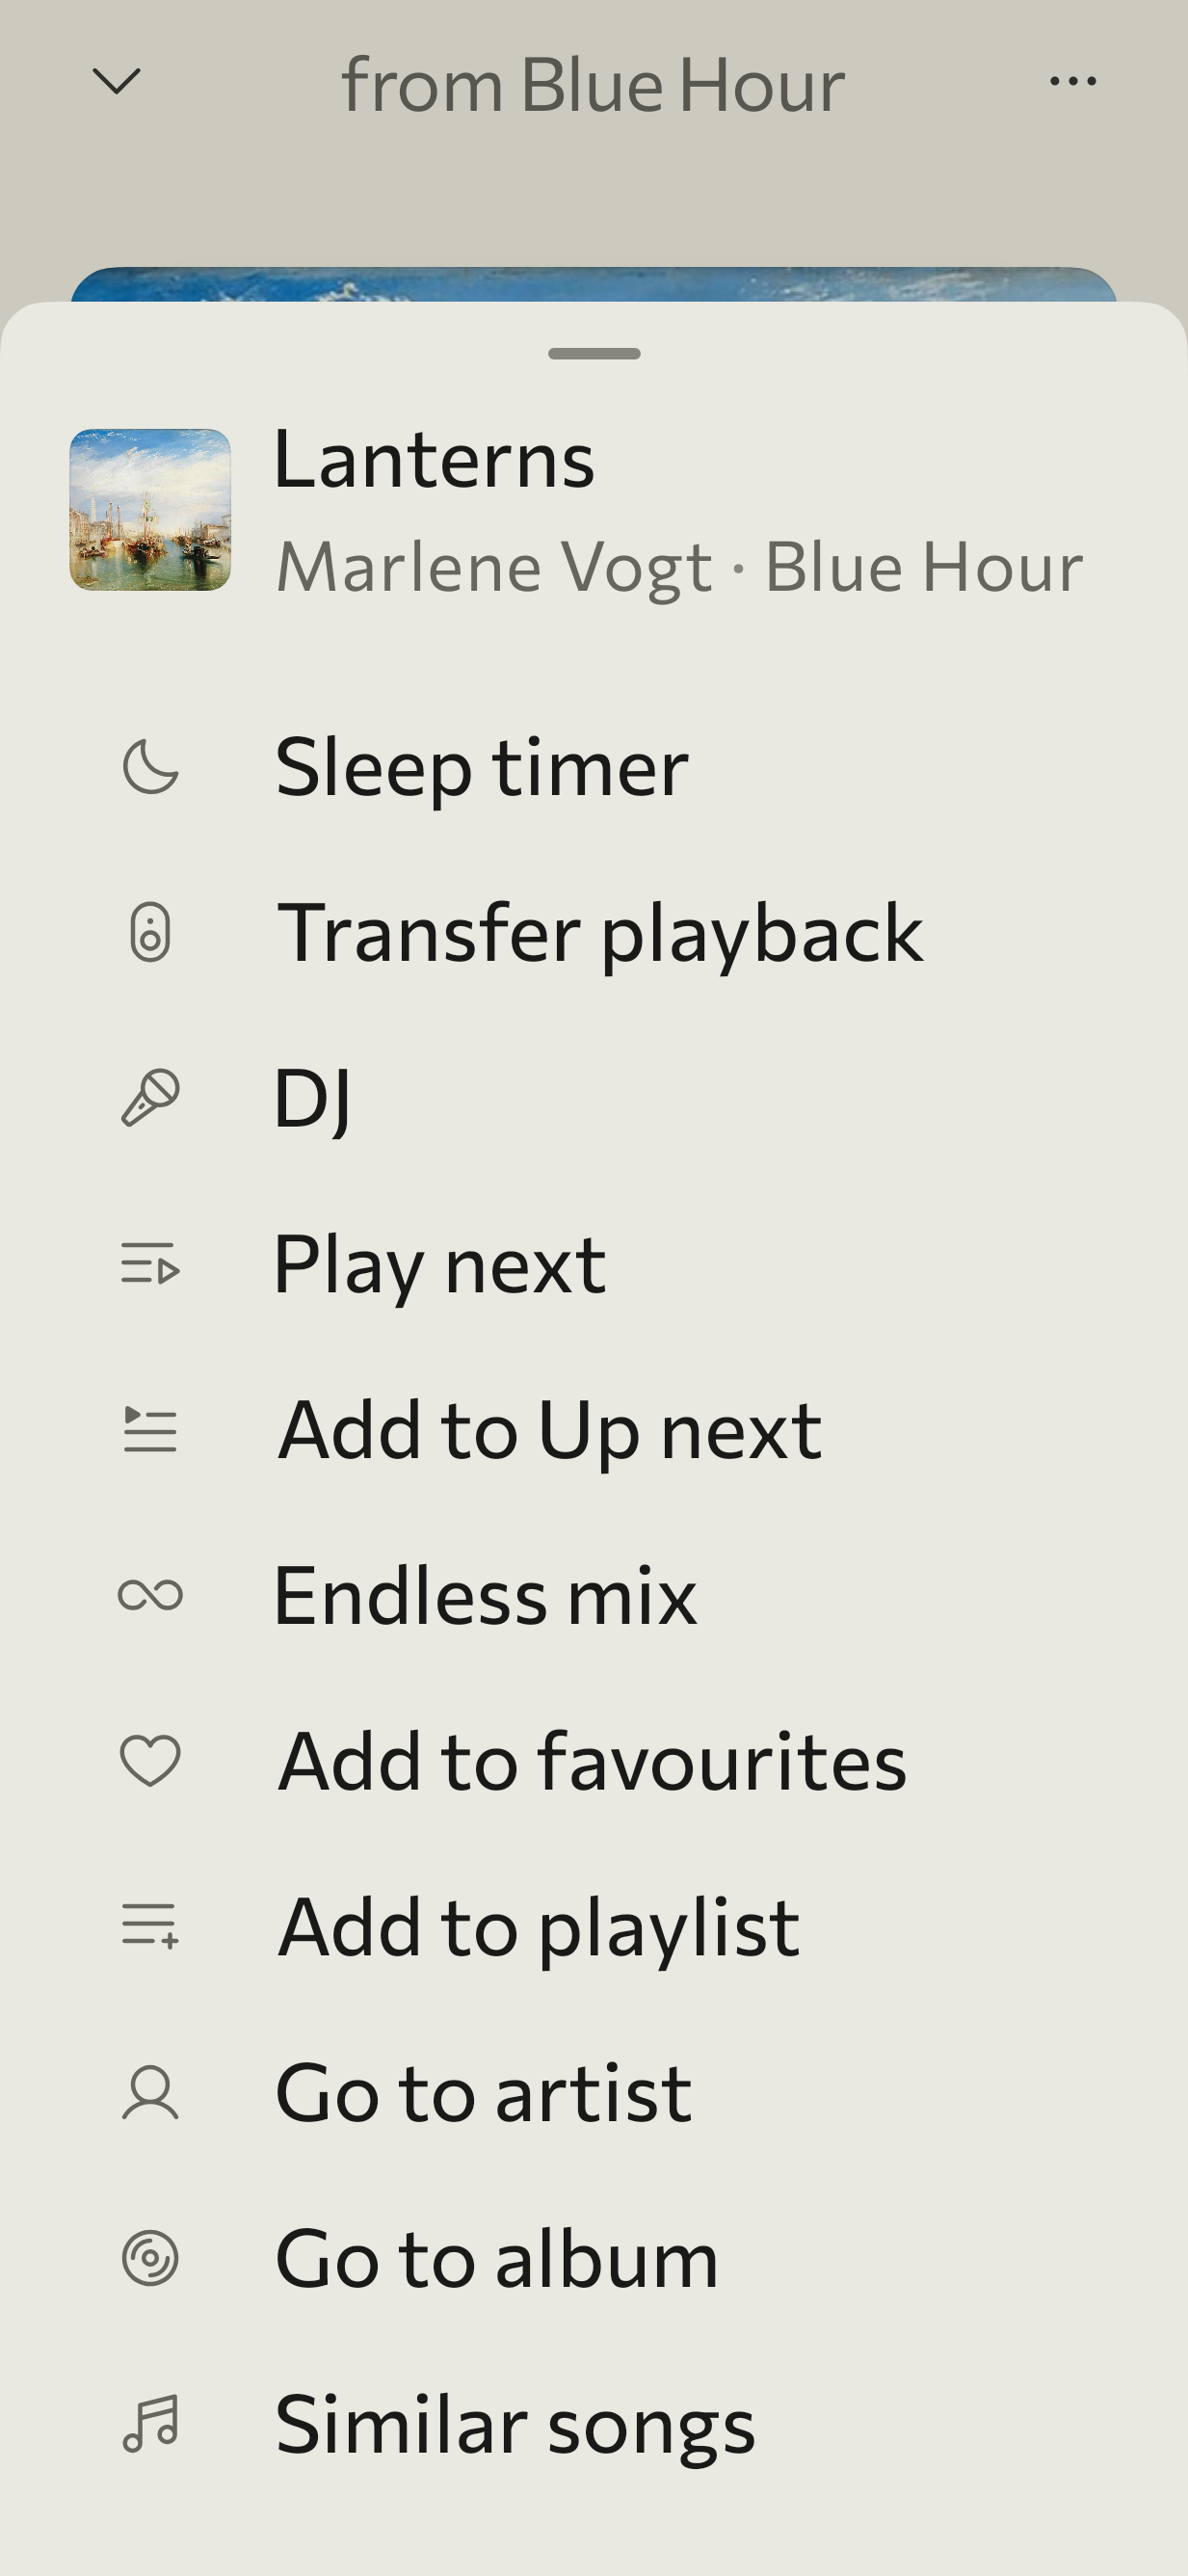 from Blue Hour
Lanterns
Marlene Vogt · Blue Hour
Sleep timer
Transfer playback
DJ
Play next
Add to Up next
Endless mix
Add to favourites
Add to playlist
Go to artist
Go to album
Similar songs